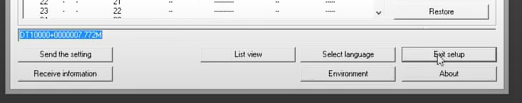 22 21
23 22
24
Restore
DT10000+0000007.772M
Send the setting List view Select language Exit setup
Receive information Environment About